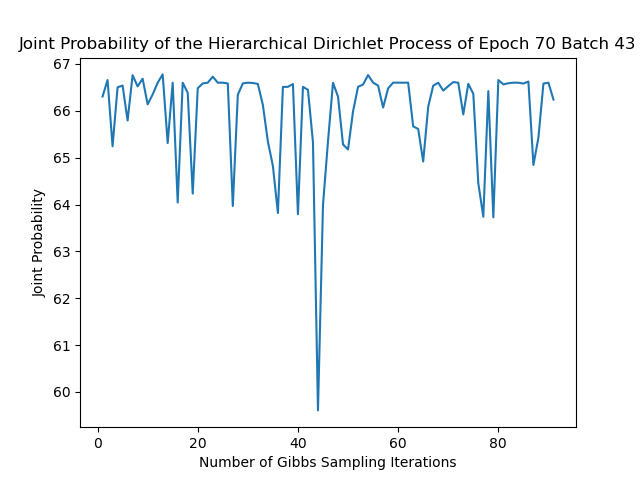 Joint Probability of the Hierarchical Dirichlet Process of Epoch 70 Batch 43
67
66
65
64
63
62
61
60
Joint Probability
0 20 40 60 80
Number of Gibbs Sampling Iterations